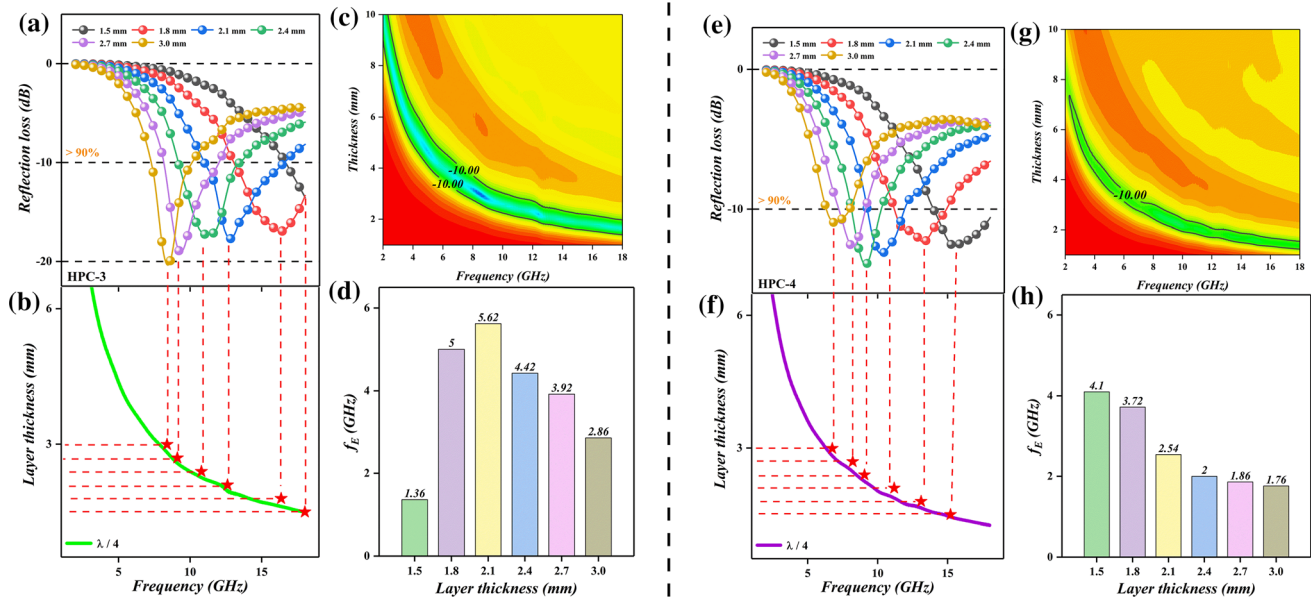 (a)
1.5 mm 1.8 mm 2.1 mm 2.4 mm
2.7 mm 3.0 mm
0
-10
-20
Reflection loss (dB)
> 90%
HPC-3
(b)
6
3
Layer thickness (mm)
λ / 4
5 10 15
Frequency (GHz)
(c)
10
8
6
4
2
Thickness (mm)
-10.00
-10.00
2 4 6 8 10 12 14 16 18
Frequency (GHz)
(d)
6
4
2
0
fE (GHz)
1.36
5
5.62
4.42
3.92
2.86
1.5 1.8 2.1 2.4 2.7 3.0
Layer thickness (mm)
(e)
1.5 mm 1.8 mm 2.1 mm 2.4 mm
2.7 mm 3.0 mm
0
-10
Reflection loss (dB)
> 90%
HPC-4
(f)
6
3
Layer thickness (mm)
λ / 4
5 10 15
Frequency (GHz)
(g)
10
8
6
4
2
Thickness (mm)
-10.00
2 4 6 8 10 12 14 16 18
Frequency (GHz)
(h)
6
4
2
0
fE (GHz)
4.1
3.72
2.54
2
1.86
1.76
1.5 1.8 2.1 2.4 2.7 3.0
Layer thickness (mm)